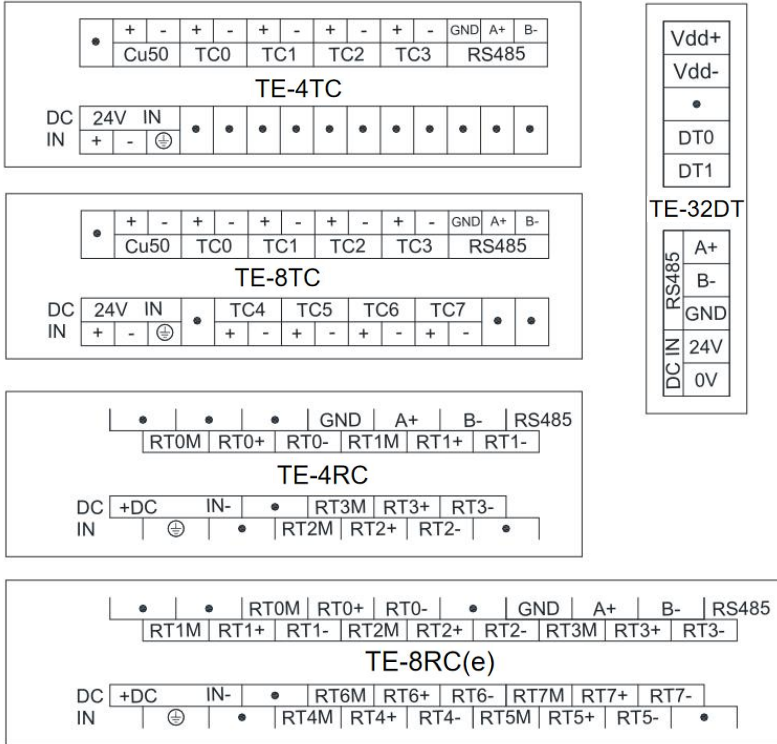 + - + - + - + - + - GND A+ B-
• Cu50 TC0 TC1 TC2 TC3 RS485
TE-4TC
DC 24V IN • • • • • • • • • • •
IN + -
+ - + - + - + - + - GND A+ B-
• Cu50 TC0 TC1 TC2 TC3 RS485
TE-8TC
DC 24V IN • TC4 TC5 TC6 TC7 • •
IN + - + - + - + - + -
• • • GND A+ B- RS485
RT0M RT0+ RT0- RT1M RT1+ RT1-
TE-4RC
DC +DC IN- • RT3M RT3+ RT3-
IN • RT2M RT2+ RT2- •
• • RT0M RT0+ RT0- • GND A+ B- RS485
RT1M RT1+ RT1- RT2M RT2+ RT2- RT3M RT3+ RT3-
TE-8RC(e)
DC +DC IN- • RT6M RT6+ RT6- RT7M RT7+ RT7-
IN • RT4M RT4+ RT4- RT5M RT5+ RT5- •
Vdd+
Vdd-
•
DT0
DT1
TE-32DT
RS485
A+
B-
GND
DC IN
24V
0V